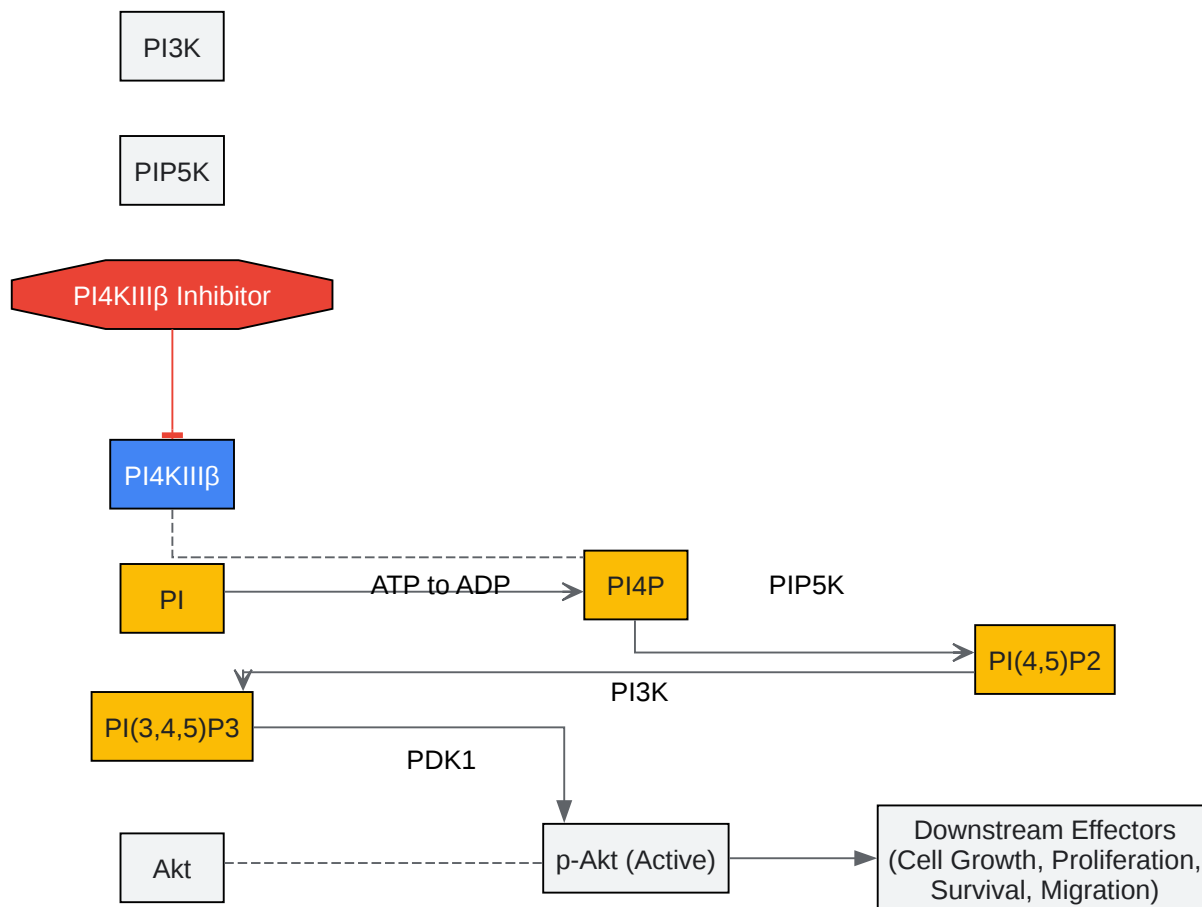 PI3K
PIP5K
PI4KIIIβ Inhibitor
PI4KIIIβ
PI
ATP to ADP
PI4P
PIP5K
PI(4,5)P2
PI3K
PI(3,4,5)P3
PDK1
Akt
p-Akt (Active)
Downstream Effectors
(Cell Growth, Proliferation,
Survival, Migration)